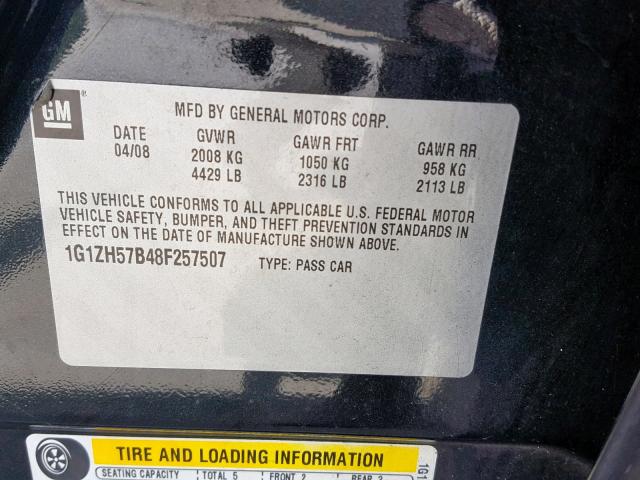 GM®
MFD BY GENERAL MOTORS CORP.
DATE GVWR GAWR FRT GAWR RR
04/08 2008 KG 1050 KG 958 KG
4429 LB 2316 LB 2113 LB
THIS VEHICLE CONFORMS TO ALL APPLICABLE U.S. FEDERAL MOTOR
VEHICLE SAFETY, BUMPER, AND THEFT PREVENTION STANDARDS IN
EFFECT ON THE DATE OF MANUFACTURE SHOWN ABOVE.
1G1ZH57B48F257507 TYPE: PASS CAR
TIRE AND LOADING INFORMATION
SEATING CAPACITY TOTAL 5 FRONT 2 REAR 3
1G1